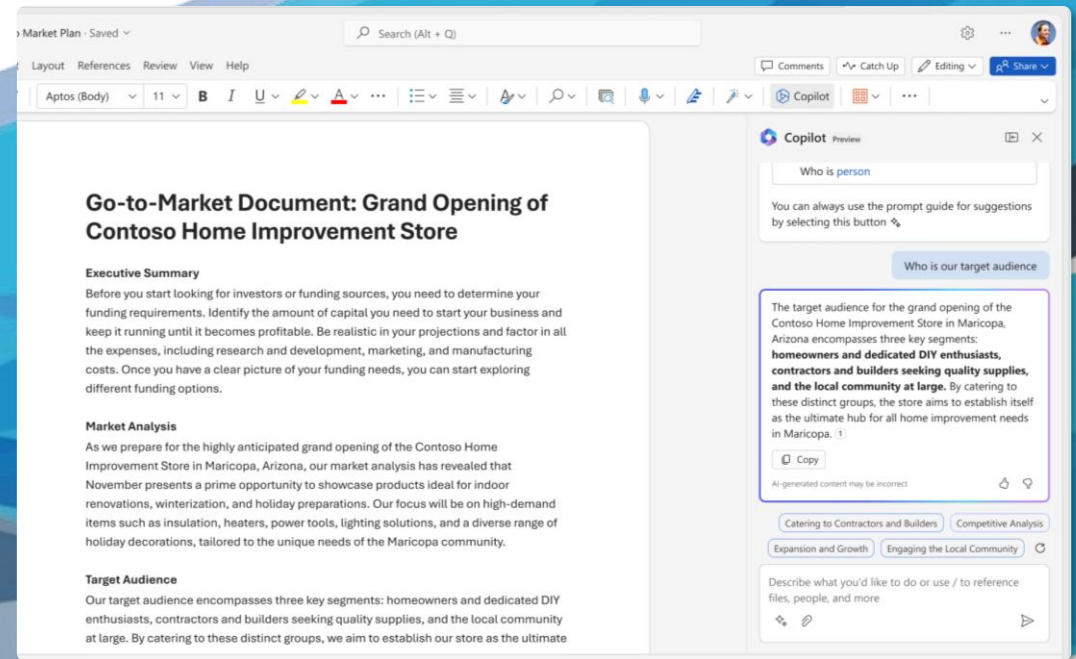 Market Plan · Saved
Search (Alt + Q)
Layout References Review View Help
Comments Catch Up Editing Share
Aptos (Body) 11 B I U A Copilot
Go-to-Market Document: Grand Opening of
Contoso Home Improvement Store
Executive Summary
Before you start looking for investors or funding sources, you need to determine your
funding requirements. Identify the amount of capital you need to start your business and
keep it running until it becomes profitable. Be realistic in your projections and factor in all
the expenses, including research and development, marketing, and manufacturing
costs. Once you have a clear picture of your funding needs, you can start exploring
different funding options.
Market Analysis
As we prepare for the highly anticipated grand opening of the Contoso Home
Improvement Store in Maricopa, Arizona, our market analysis has revealed that
November presents a prime opportunity to showcase products ideal for indoor
renovations, winterization, and holiday preparations. Our focus will be on high-demand
items such as insulation, heaters, power tools, lighting solutions, and a diverse range of
holiday decorations, tailored to the unique needs of the Maricopa community.
Target Audience
Our target audience encompasses three key segments: homeowners and dedicated DIY
enthusiasts, contractors and builders seeking quality supplies, and the local community
at large. By catering to these distinct groups, we aim to establish our store as the ultimate
Copilot Preview
Who is person
You can always use the prompt guide for suggestions
by selecting this button
Who is our target audience
The target audience for the grand opening of the
Contoso Home Improvement Store in Maricopa,
Arizona encompasses three key segments:
homeowners and dedicated DIY enthusiasts,
contractors and builders seeking quality supplies,
and the local community at large. By catering to
these distinct groups, the store aims to establish itself
as the ultimate hub for all home improvement needs
in Maricopa. 1
Copy
AI-generated content may be incorrect
Catering to Contractors and Builders Competitive Analysis
Expansion and Growth Engaging the Local Community
Describe what you'd like to do or use / to reference
files, people, and more